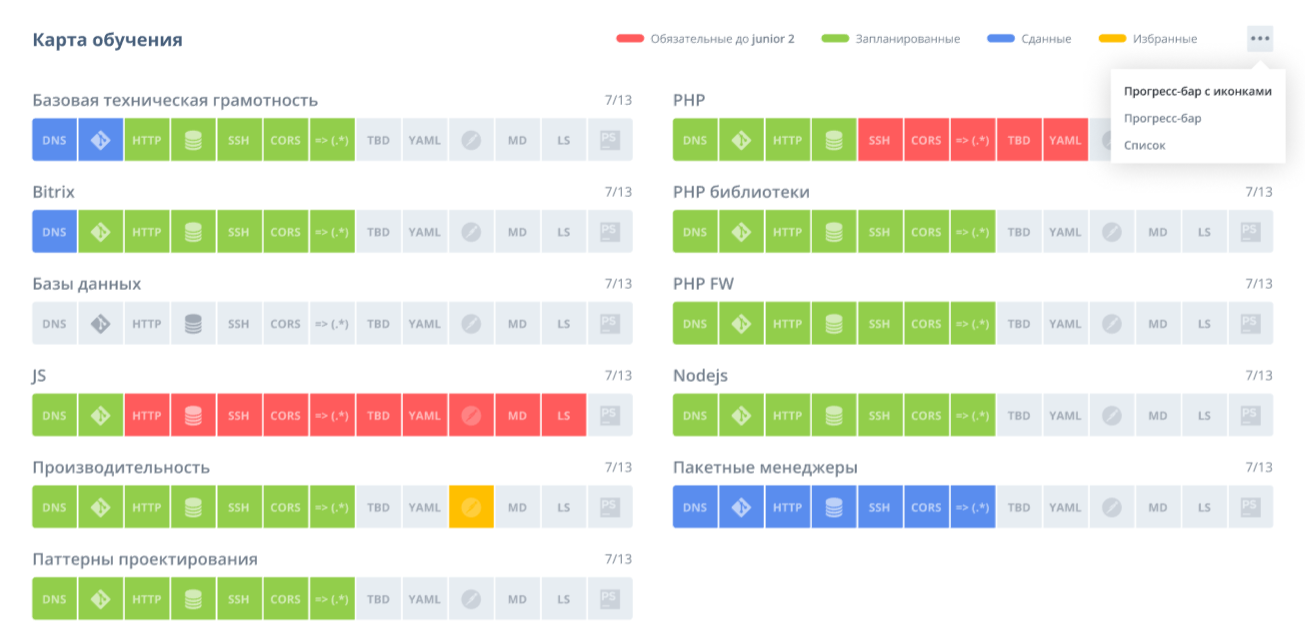 Карта обучения
Обязательные до junior 2 Запланированные Сданные Избранные
Прогресс-бар с иконками
Прогресс-бар
Список
Базовая техническая грамотность 7/13
DNS HTTP SSH CORS => (.*) TBD YAML MD LS PS
PHP
DNS HTTP SSH CORS => (.*) TBD YAML
Bitrix 7/13
DNS HTTP SSH CORS => (.*) TBD YAML MD LS PS
PHP библиотеки 7/13
DNS HTTP SSH CORS => (.*) TBD YAML MD LS PS
Базы данных 7/13
DNS HTTP SSH CORS => (.*) TBD YAML MD LS PS
PHP FW 7/13
DNS HTTP SSH CORS => (.*) TBD YAML MD LS PS
JS 7/13
DNS HTTP SSH CORS => (.*) TBD YAML MD LS PS
Nodejs 7/13
DNS HTTP SSH CORS => (.*) TBD YAML MD LS PS
Производительность 7/13
DNS HTTP SSH CORS => (.*) TBD YAML MD LS PS
Пакетные менеджеры 7/13
DNS HTTP SSH CORS => (.*) TBD YAML MD LS PS
Паттерны проектирования 7/13
DNS HTTP SSH CORS => (.*) TBD YAML MD LS PS